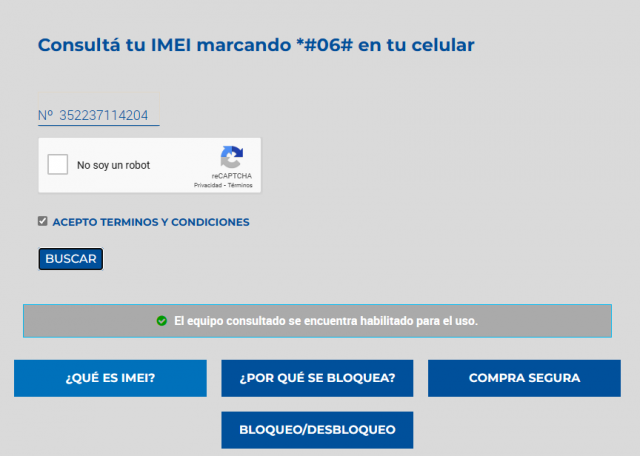 Consultá tu IMEI marcando *#06# en tu celular
Nº 352237114204
No soy un robot
reCAPTCHA
Privacidad - Términos
ACEPTO TERMINOS Y CONDICIONES
BUSCAR
El equipo consultado se encuentra habilitado para el uso.
¿QUÉ ES IMEI?
¿POR QUÉ SE BLOQUEA?
COMPRA SEGURA
BLOQUEO/DESBLOQUEO